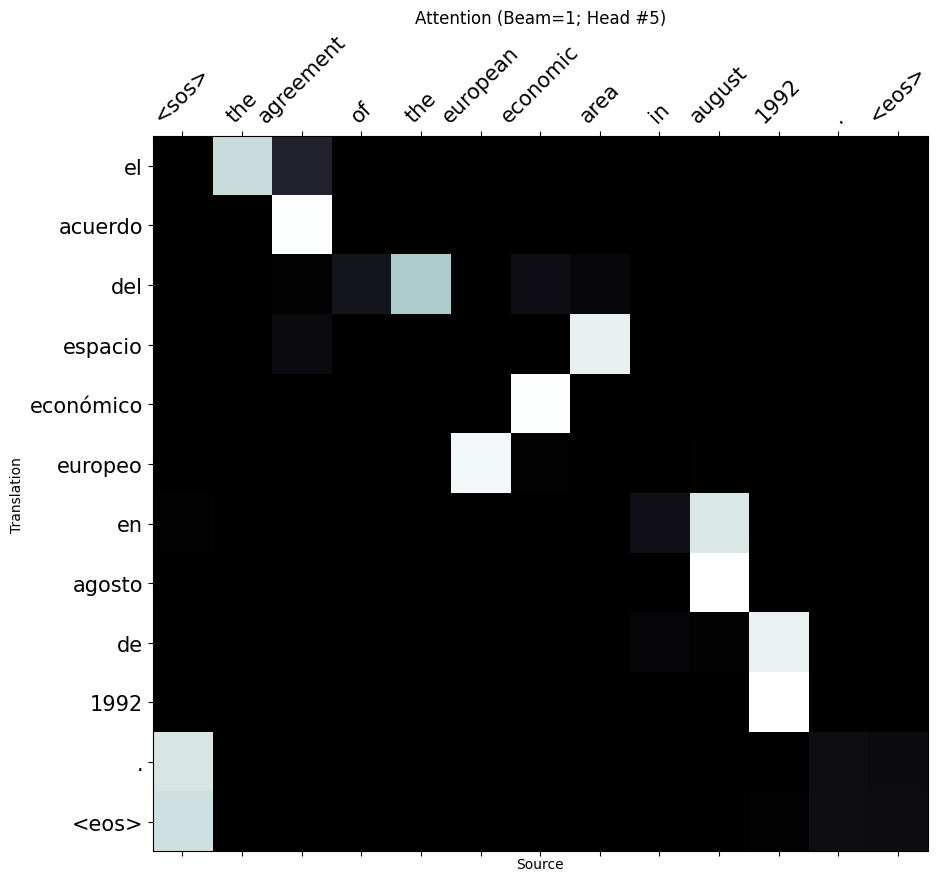 Attention (Beam=1; Head #5)
<sos> the agreement of the european economic area in august 1992 . <eos>
el
acuerdo
del
espacio
económico
europeo
en
agosto
de
1992
.
<eos>
Translation
Source